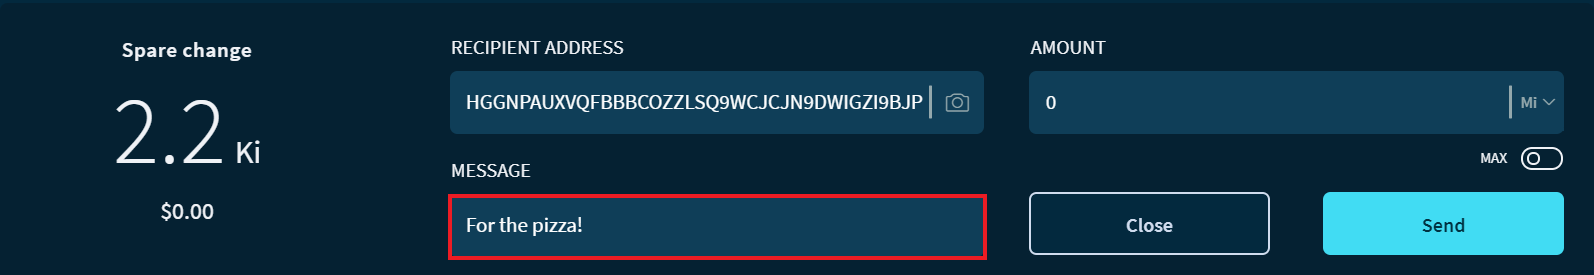 Spare change
2.2 Ki
$0.00
RECIPIENT ADDRESS
HGGNPAUXVQFBBBCOZZLSQ9WCJCJN9DWIGZI9BJP
MESSAGE
For the pizza!
AMOUNT
0 Mi
MAX
Close
Send